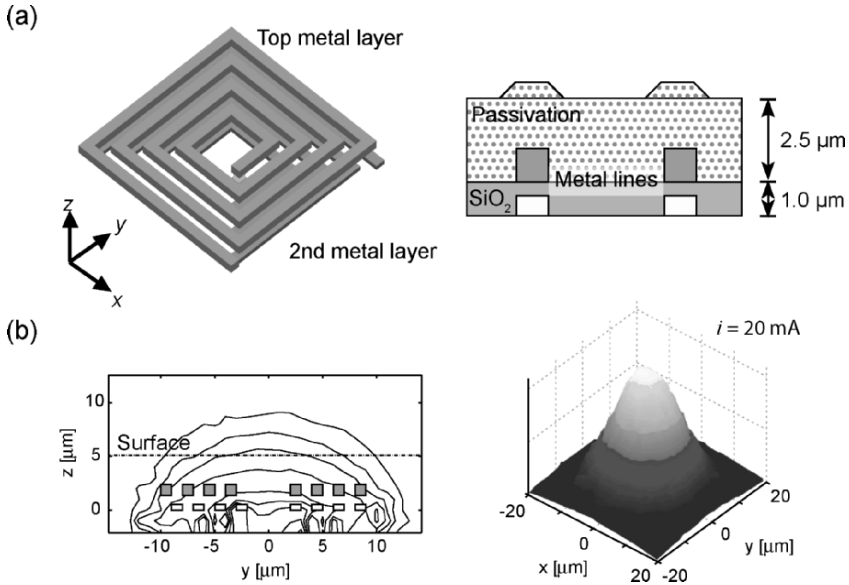 (a)
Top metal layer
2nd metal layer
z
y
x
Passivation
Metal lines
SiO₂
2.5 μm
1.0 μm
(b)
z [μm]
10
5
0
Surface
-10
-5
0
5
10
y [μm]
i = 20 mA
-20
0
20
x [μm]
-20
0
20
y [μm]